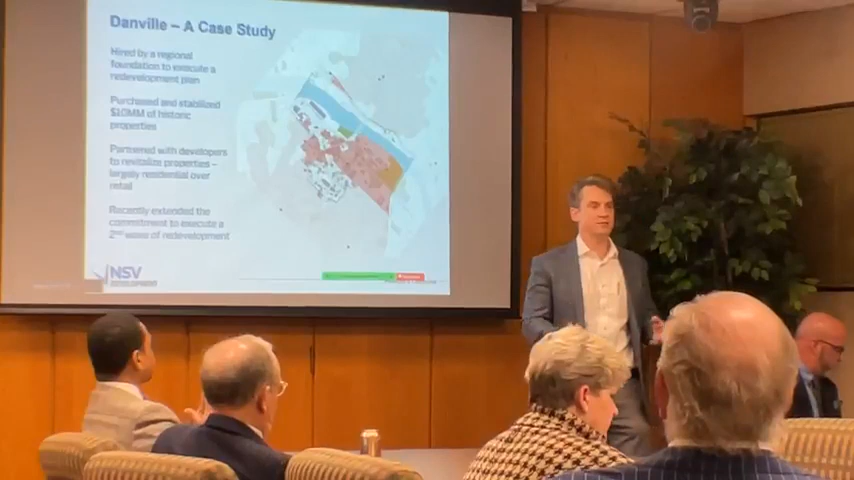 Danville – A Case Study
Hired by a regional
foundation to execute a
redevelopment plan
Purchased and stabilized
$10MM of historic
properties
Partnered with developers
to revitalize properties –
largely residential over
retail
Recently extended the
commitment to execute a
2nd wave of redevelopment
NSV
DEVELOPMENT